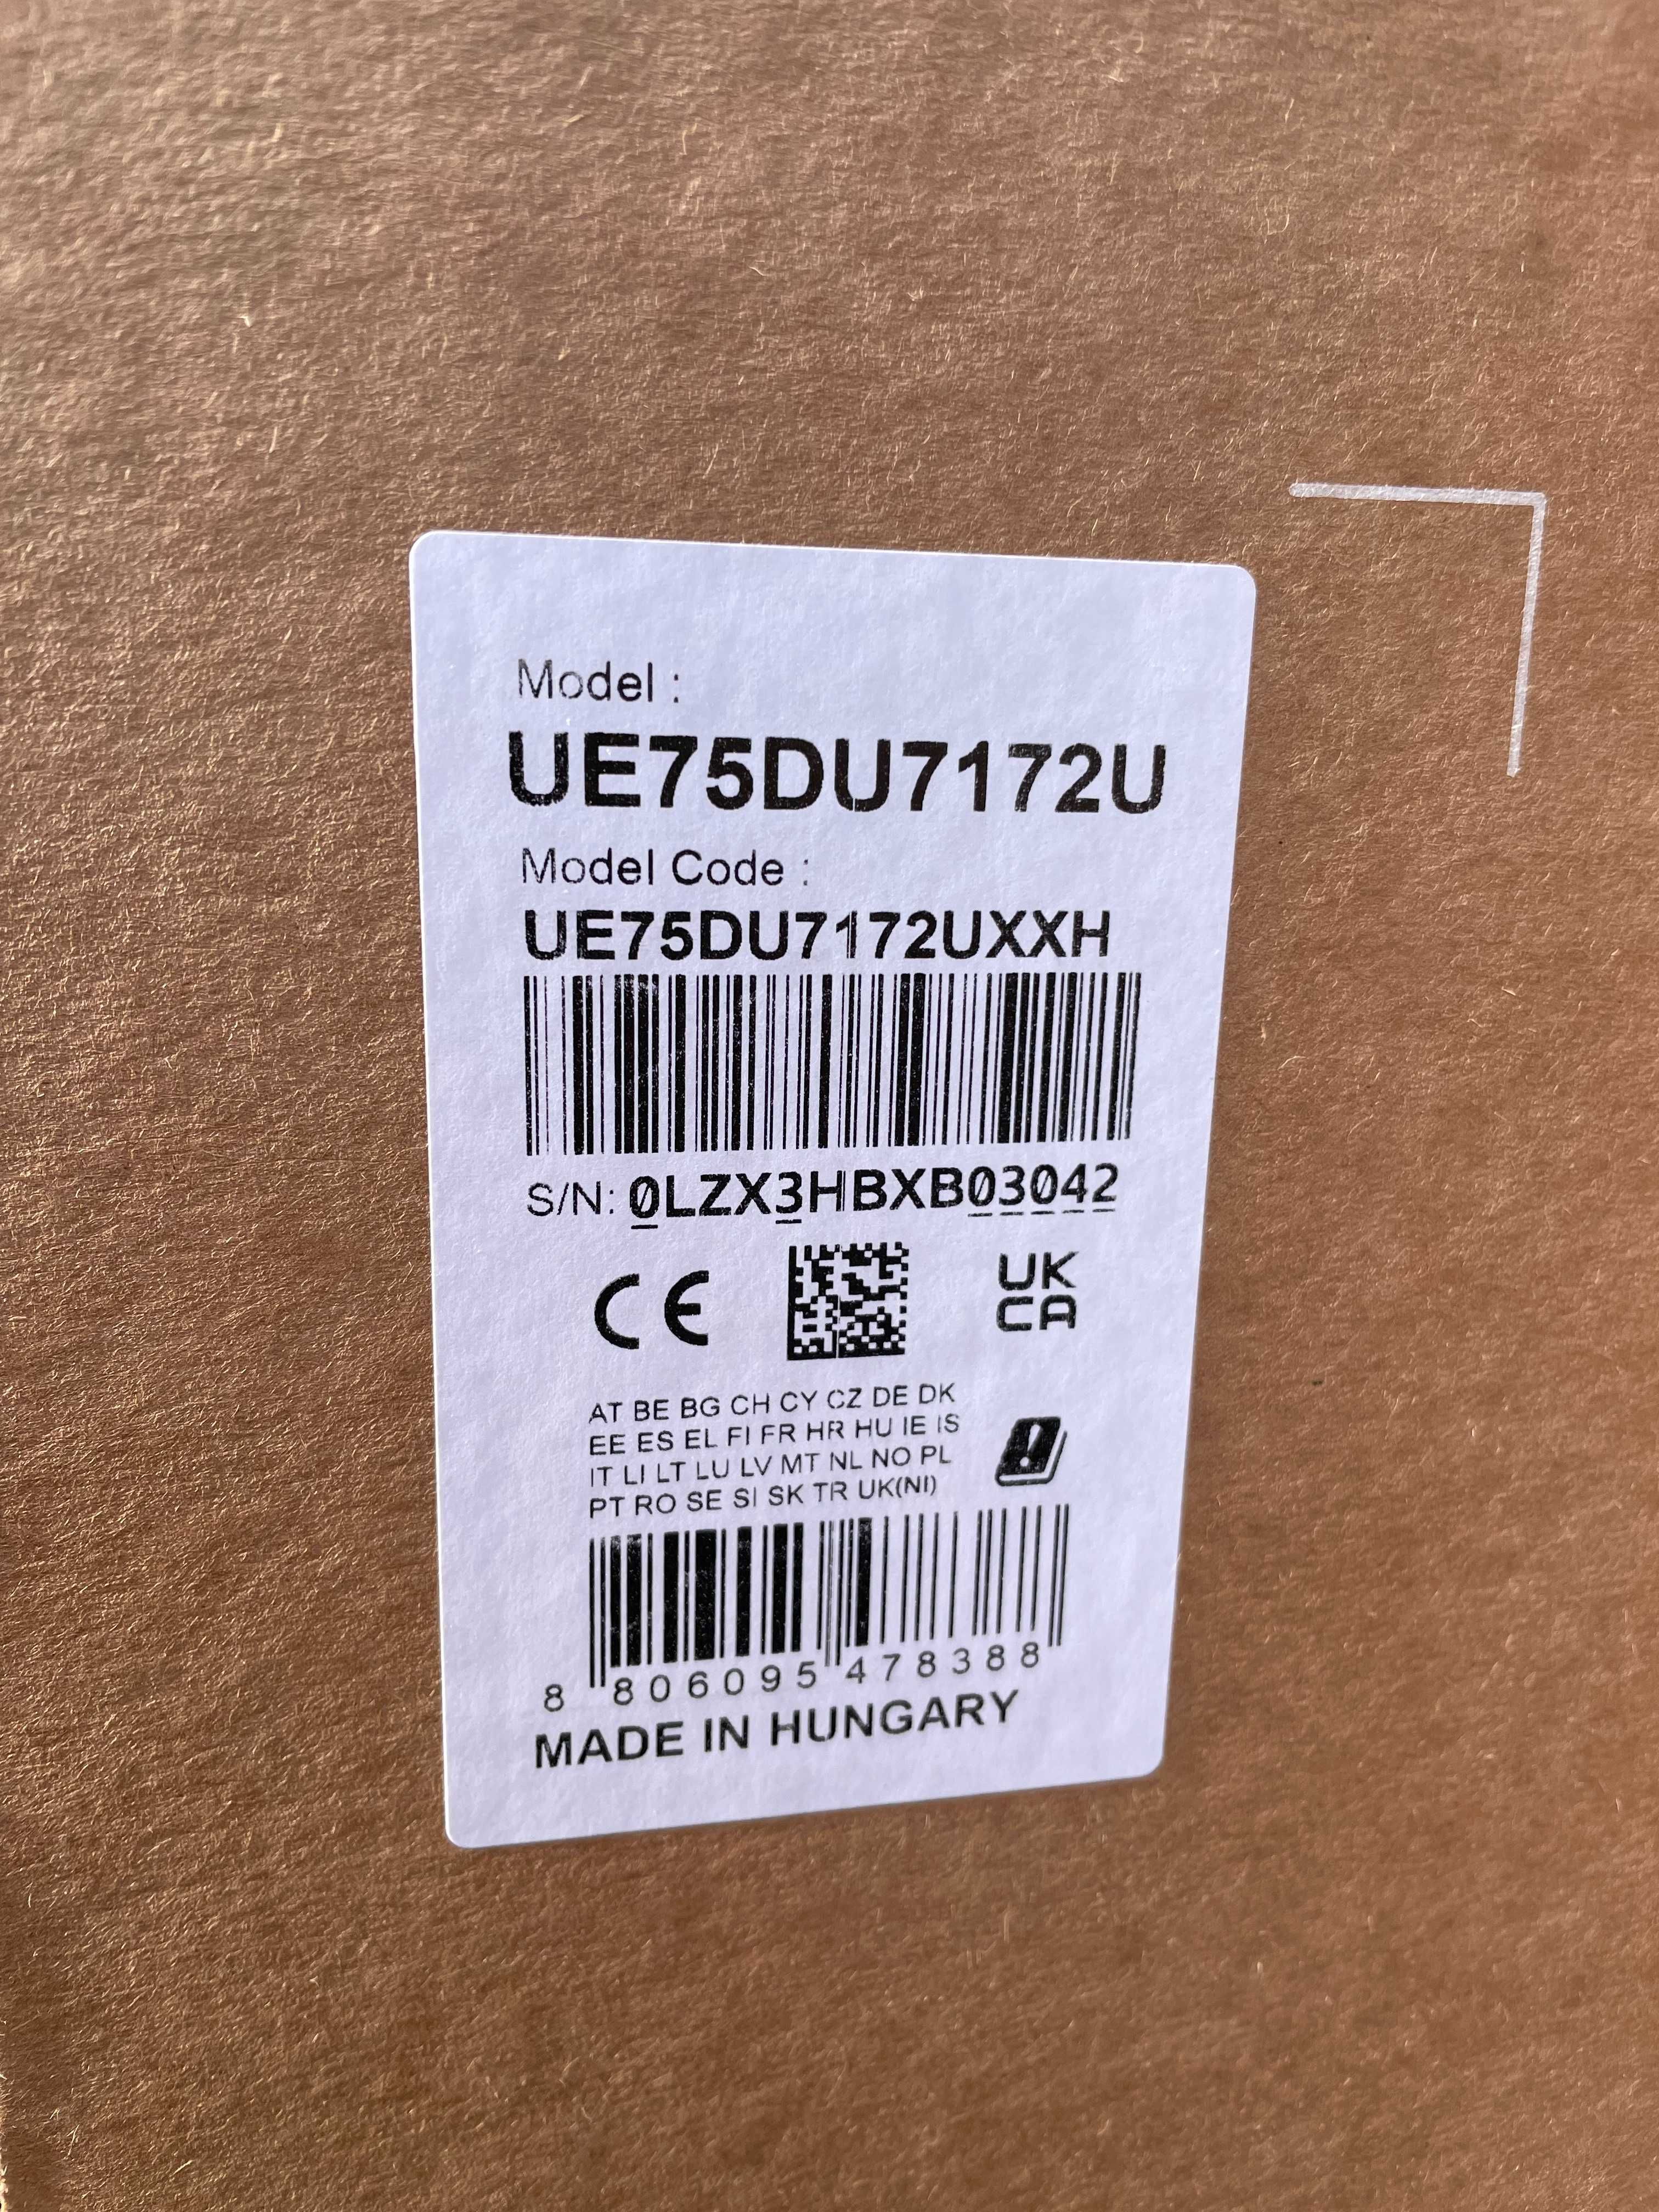 Model :
UE75DU7172U
Model Code :
UE75DU7172UXXH
S/N: 0LZX3HBXB03042
CE
UK
CA
AT BE BG CH CY CZ DE DK
EE ES EL FI FR HR HU IE IS
IT LI LT LU LV MT NL NO PL
PT RO SE SI SK TR UK(NI)
8 806095 478388
MADE IN HUNGARY